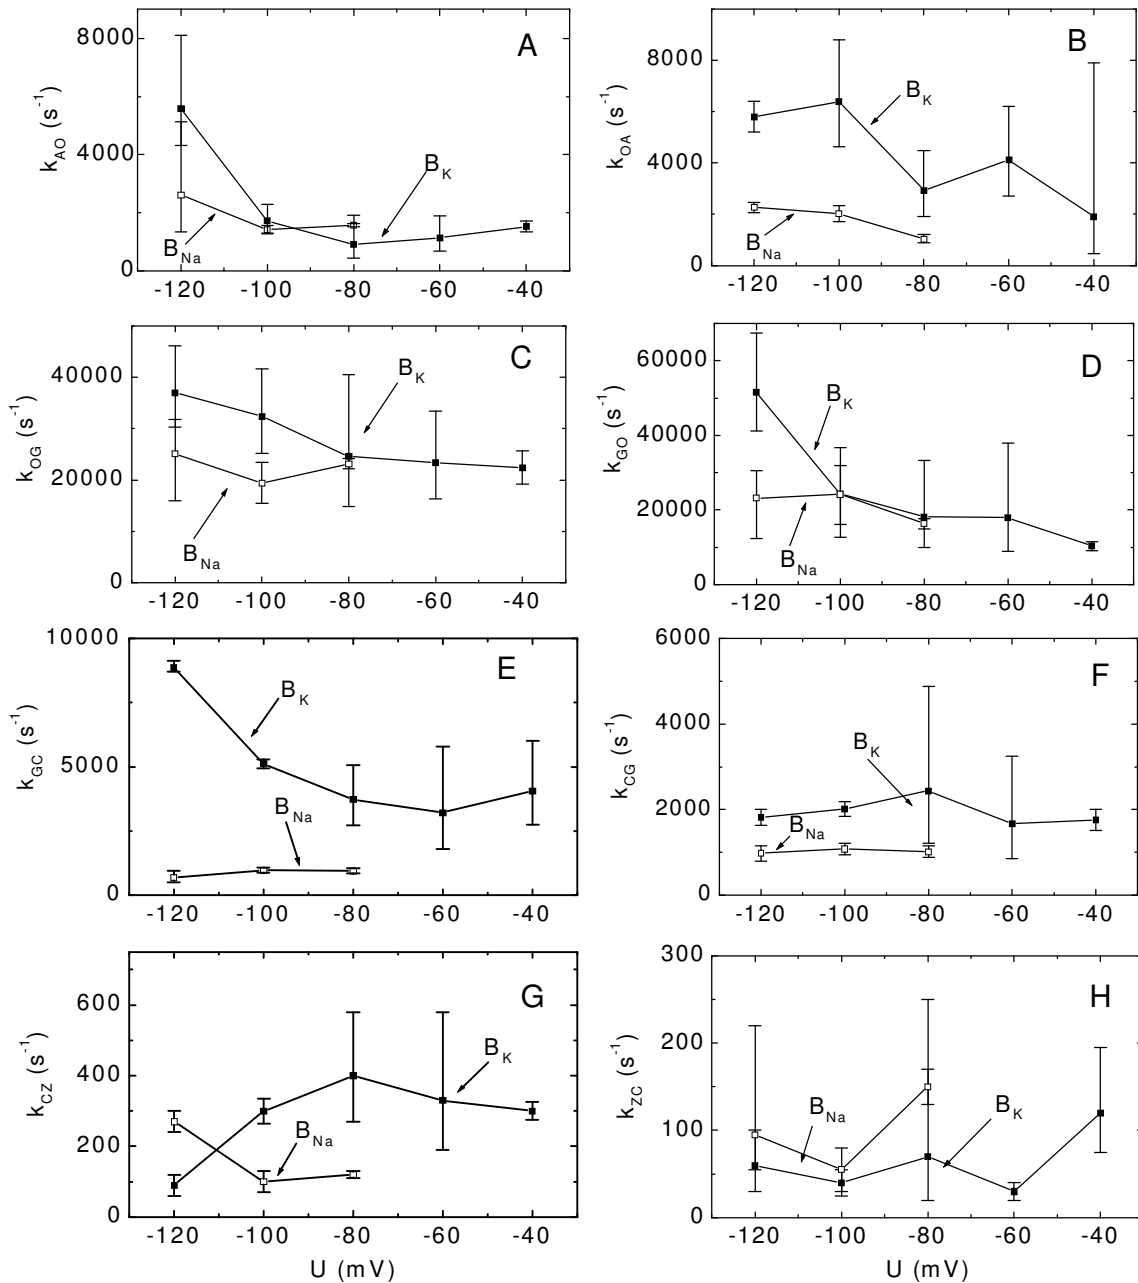 A
k_AO (s^-1)
8000
4000
0
B_K
B_Na
-120 -100 -80 -60 -40
B
k_OA (s^-1)
8000
4000
0
B_K
B_Na
-120 -100 -80 -60 -40
C
k_OG (s^-1)
40000
20000
0
B_K
B_Na
-120 -100 -80 -60 -40
D
k_GO (s^-1)
60000
40000
20000
0
B_K
B_Na
-120 -100 -80 -60 -40
E
k_GC (s^-1)
10000
5000
0
B_K
B_Na
-120 -100 -80 -60 -40
F
k_CG (s^-1)
6000
4000
2000
0
B_K
B_Na
-120 -100 -80 -60 -40
G
k_CZ (s^-1)
600
400
200
0
B_K
B_Na
-120 -100 -80 -60 -40
U (mV)
H
k_ZC (s^-1)
300
200
100
0
B_Na
B_K
-120 -100 -80 -60 -40
U (mV)